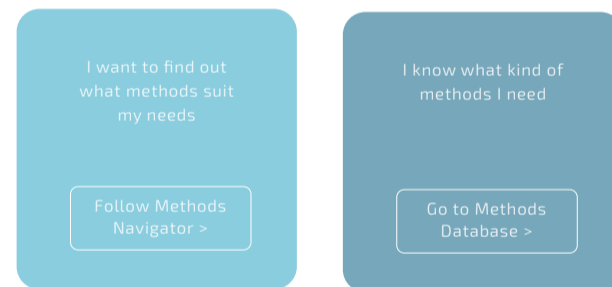 I want to find out
what methods suit
my needs
Follow Methods
Navigator >
I know what kind of
methods I need
Go to Methods
Database >